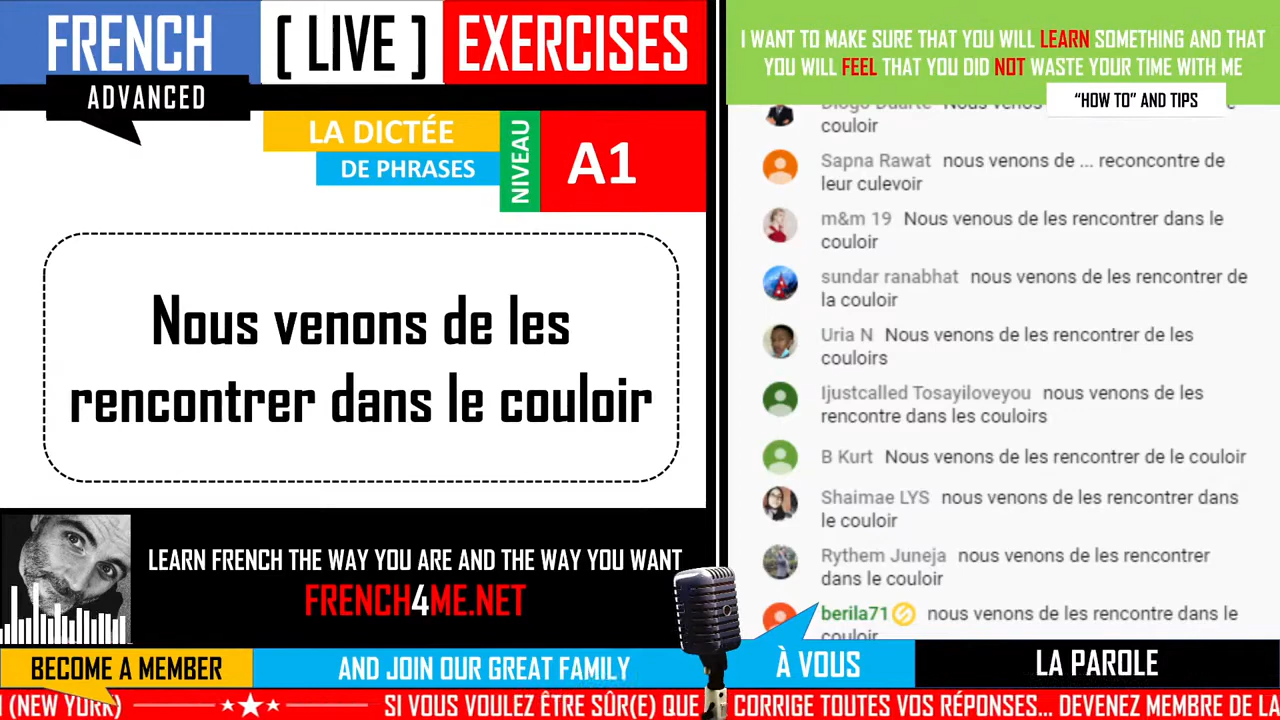 FRENCH
ADVANCED
[ LIVE ]
EXERCISES
LA DICTÉE
DE PHRASES
NIVEAU
A1
Nous venons de les
rencontrer dans le couloir
LEARN FRENCH THE WAY YOU ARE AND THE WAY YOU WANT
FRENCH4ME.NET
BECOME A MEMBER
AND JOIN OUR GREAT FAMILY
I WANT TO MAKE SURE THAT YOU WILL LEARN SOMETHING AND THAT
YOU WILL FEEL THAT YOU DID NOT WASTE YOUR TIME WITH ME
“HOW TO” AND TIPS
Diogo Duarte Nous
couloir
Sapna Rawat nous venons de ... reconcontre de
leur culevoir
m&m 19 Nous venous de les rencontrer dans le
couloir
sundar ranabhat nous venons de les rencontrer de
la couloir
Uria N Nous venons de les rencontrer de les
couloirs
Ijustcalled Tosayiloveyou nous venons de les
rencontre dans les couloirs
B Kurt Nous venons de les rencontrer de le couloir
Shaimae LYS nous venons de les rencontrer dans
le couloir
Rythem Juneja nous venons de les rencontrer
dans le couloir
berila71 nous venons de les rencontre dans le
couloir
À VOUS
LA PAROLE
(NEW YORK)
SI VOUS VOULEZ ÊTRE SÛR(E) QUE
CORRIGE TOUTES VOS RÉPONSES... DEVENEZ MEMBRE DE LA